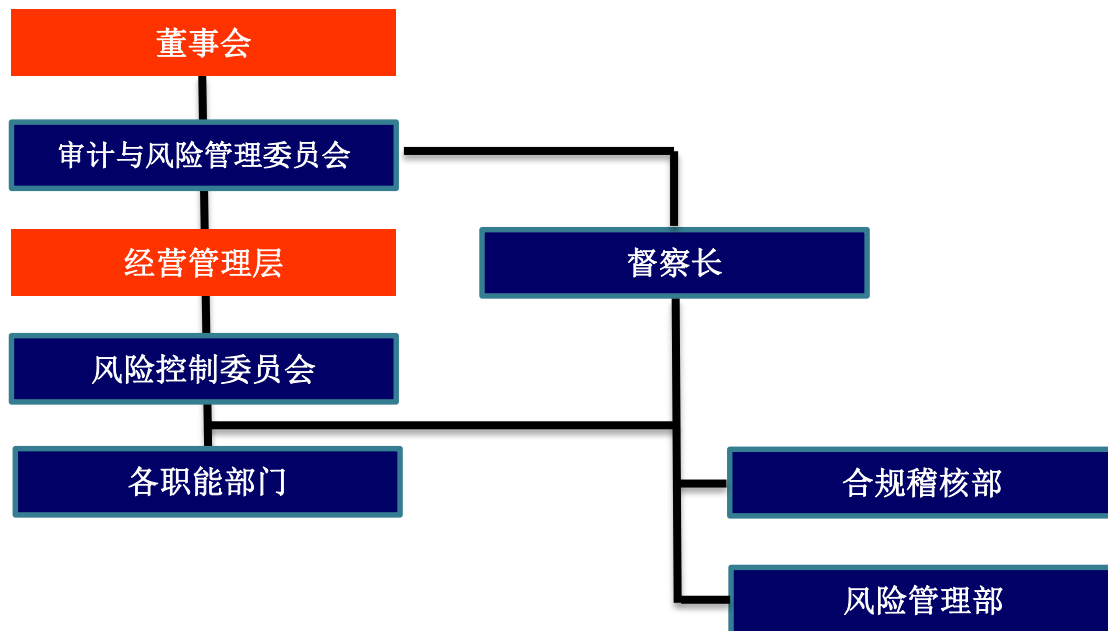 董事会
审计与风险管理委员会
经营管理层
督察长
风险控制委员会
各职能部门
合规稽核部
风险管理部